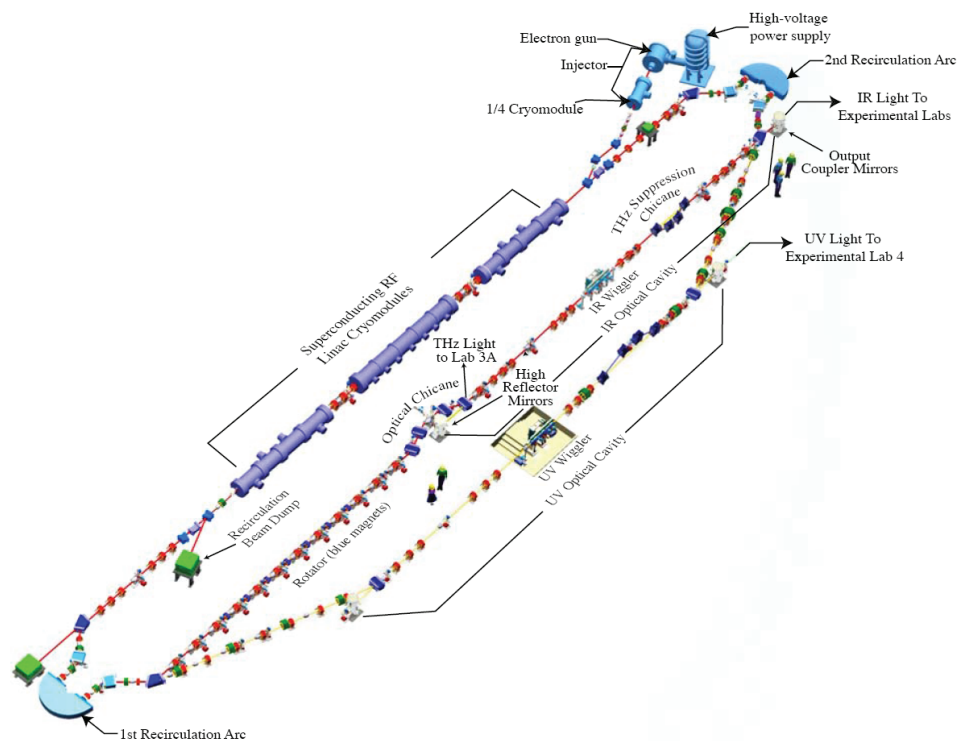 High-voltage
power supply
Electron gun
Injector
2nd Recirculation Arc
1/4 Cryomodule
IR Light To
Experimental Labs
Output
Coupler Mirrors
THz Suppression
Chicane
UV Light To
Experimental Lab 4
Superconducting RF
Linac Cryomodules
IR Wiggler
IR Optical Cavity
THz Light
to Lab 3A
High
Reflector
Mirrors
Optical Chicane
UV Wiggler
UV Optical Cavity
Recirculation
Beam Dump
Rotator (blue magnets)
1st Recirculation Arc